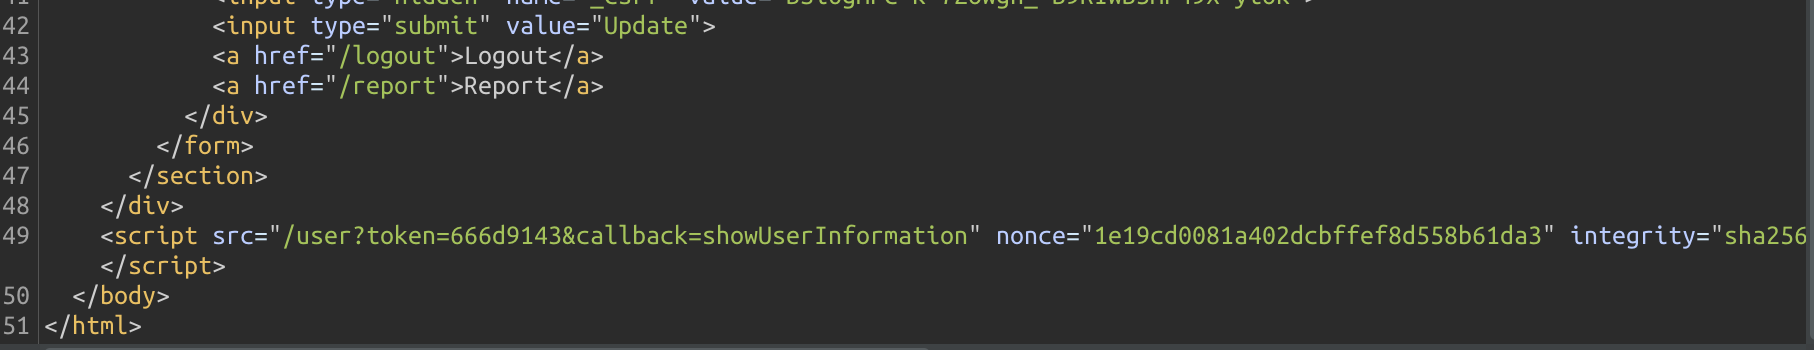 42 <input type="submit" value="Update">
43 <a href="/logout">Logout</a>
44 <a href="/report">Report</a>
45 </div>
46 </form>
47 </section>
48 </div>
49 <script src="/user?token=666d9143&callback=showUserInformation" nonce="1e19cd0081a402dcbffef8d558b61da3" integrity="sha256
</script>
50 </body>
51 </html>